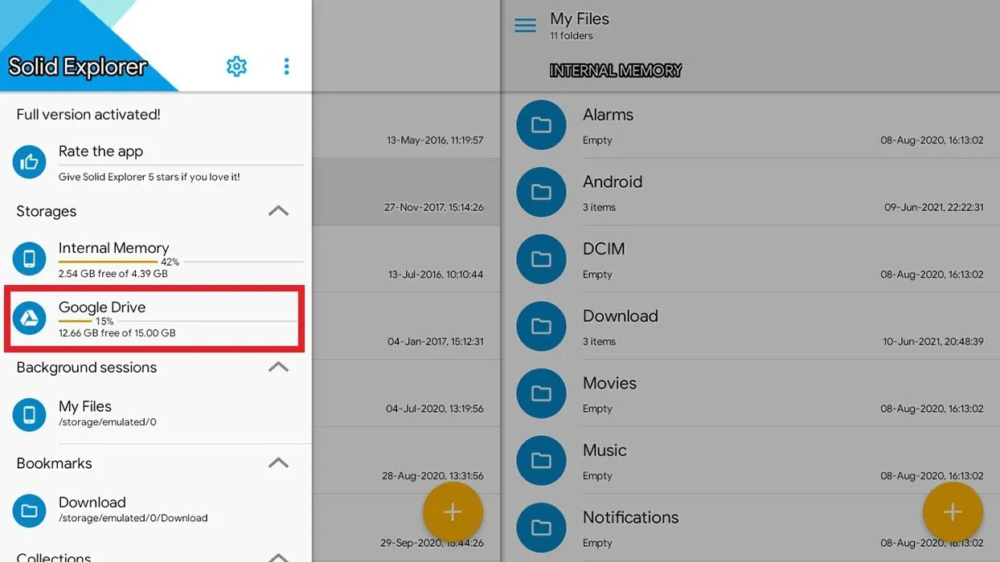 Solid Explorer
Full version activated!
Rate the app
Give Solid Explorer 5 stars if you love it!
Storages
Internal Memory
42%
2.54 GB free of 4.39 GB
Google Drive
15%
12.66 GB free of 15.00 GB
Background sessions
My Files
/storage/emulated/0
Bookmarks
Download
/storage/emulated/0/Download
Collections
13-May-2016, 11:19:57
27-Nov-2017, 15:14:26
13-Jul-2016, 10:10:44
04-Jan-2017, 15:12:31
04-Jul-2020, 13:19:56
28-Aug-2020, 13:31:56
29-Sep-2020, 15:44:26
My Files
11 folders
INTERNAL MEMORY
Alarms
Empty
08-Aug-2020, 16:13:02
Android
3 items
09-Jun-2021, 22:22:31
DCIM
Empty
08-Aug-2020, 16:13:02
Download
3 items
10-Jun-2021, 20:48:39
Movies
Empty
08-Aug-2020, 16:13:02
Music
Empty
08-Aug-2020, 16:13:02
Notifications
Empty
08-Aug-2020, 16:13:02